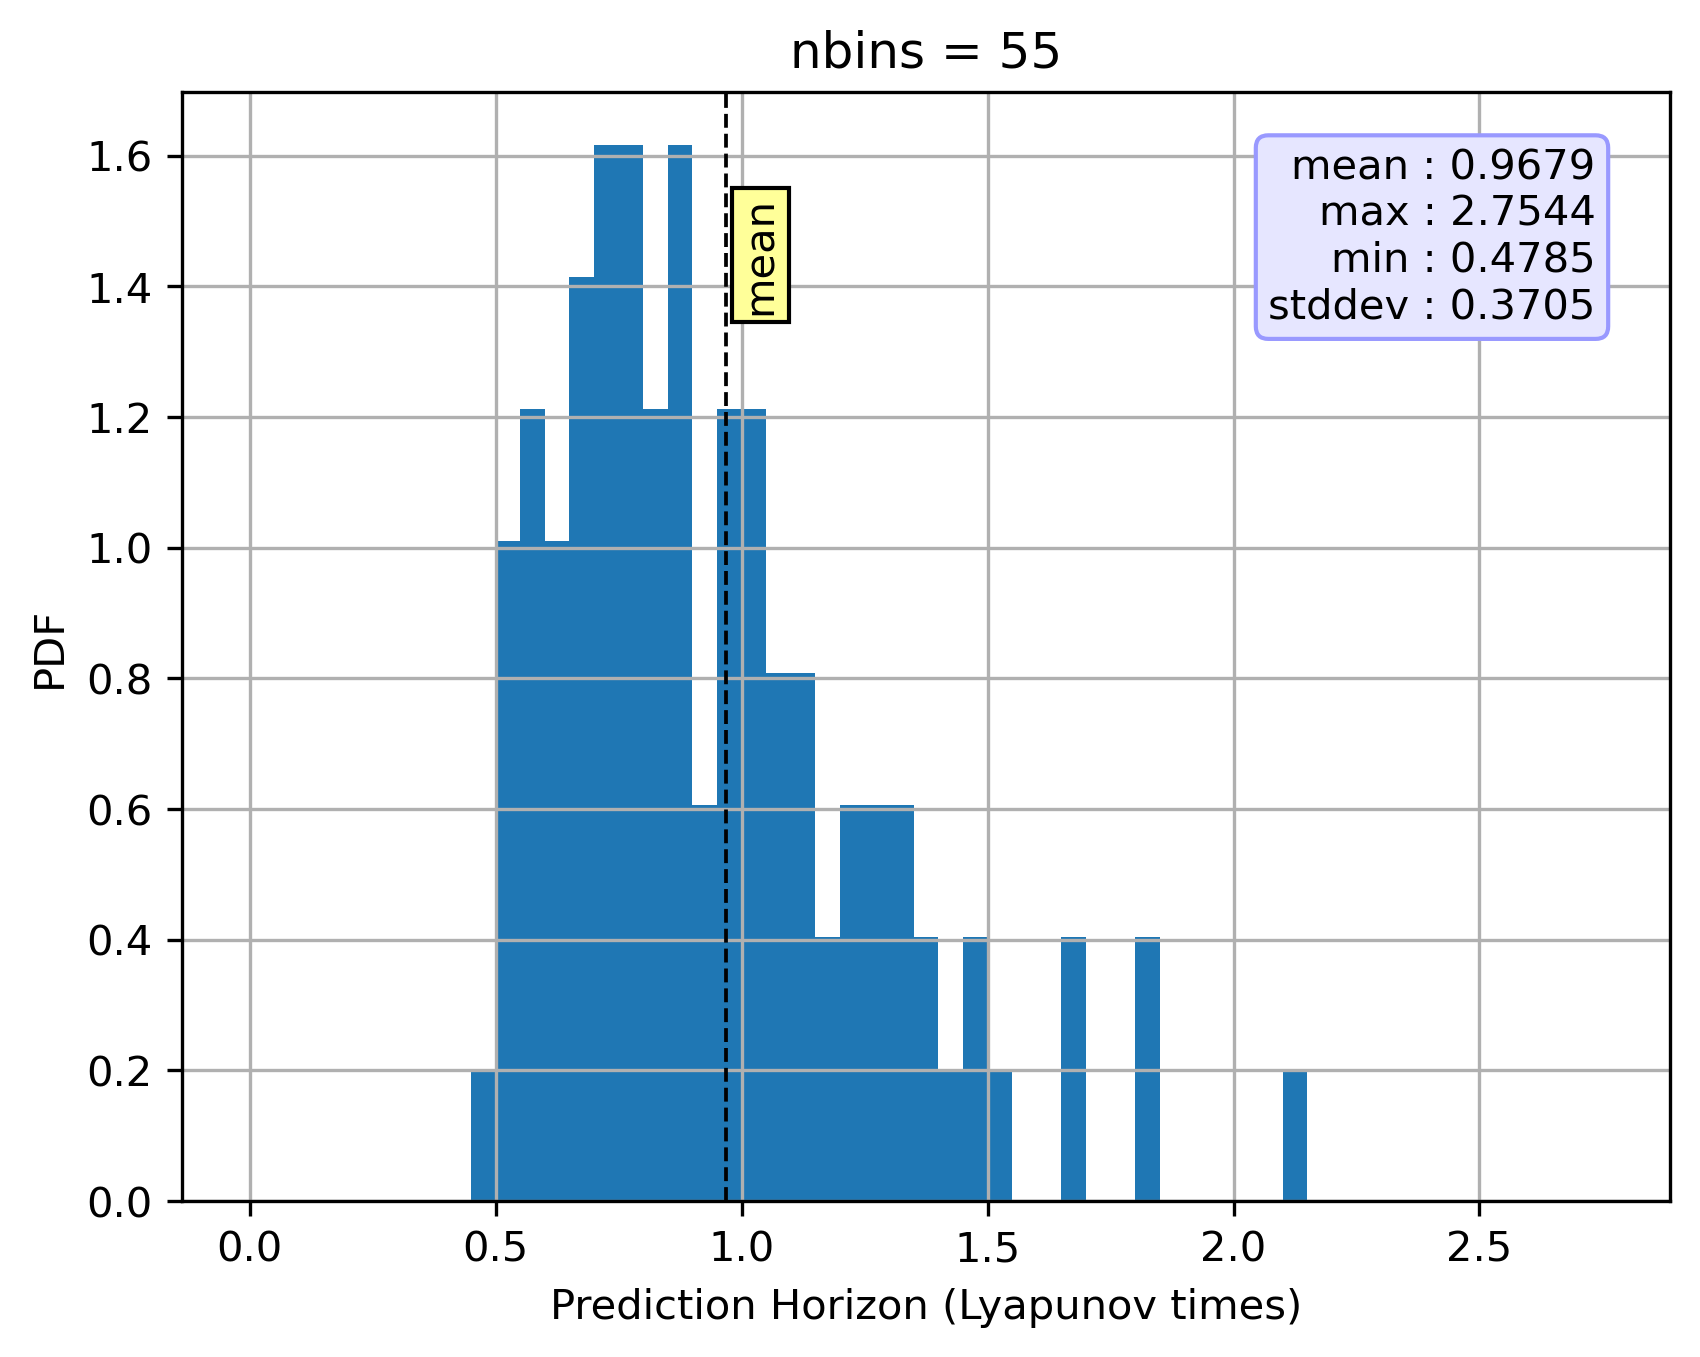 nbins = 55
1.6
1.4
1.2
1.0
0.8
0.6
0.4
0.2
0.0
PDF
mean
mean : 0.9679
max : 2.7544
min : 0.4785
stddev : 0.3705
0.0 0.5 1.0 1.5 2.0 2.5
Prediction Horizon (Lyapunov times)